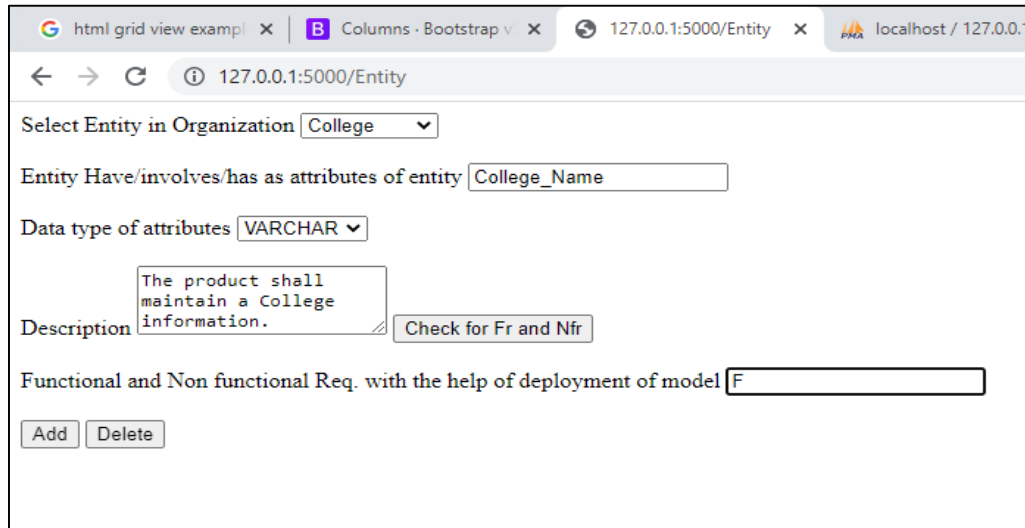 html grid view exampl
Columns · Bootstrap v
127.0.0.1:5000/Entity
localhost / 127.0.0.
127.0.0.1:5000/Entity
Select Entity in Organization College
Entity Have/involves/has as attributes of entity College_Name
Data type of attributes VARCHAR
The product shall
maintain a College
Description information. Check for Fr and Nfr
Functional and Non functional Req. with the help of deployment of model F
Add Delete